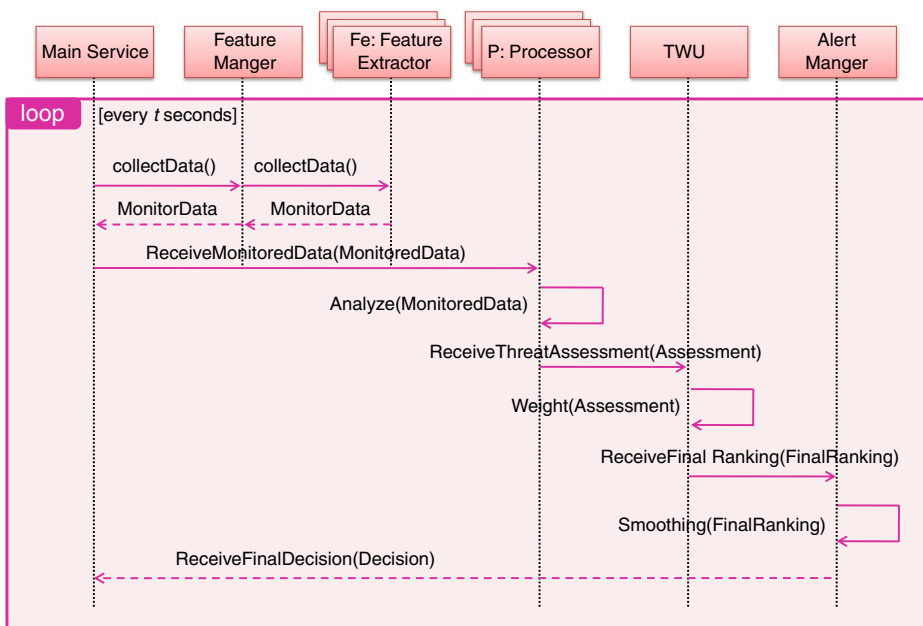 Main Service
Feature
Manger
Fe: Feature
Extractor
P: Processor
TWU
Alert
Manger
loop
[every t seconds]
collectData()
collectData()
MonitorData
MonitorData
ReceiveMonitoredData(MonitoredData)
Analyze(MonitoredData)
ReceiveThreatAssessment(Assessment)
Weight(Assessment)
ReceiveFinal Ranking(FinalRanking)
Smoothing(FinalRanking)
ReceiveFinalDecision(Decision)